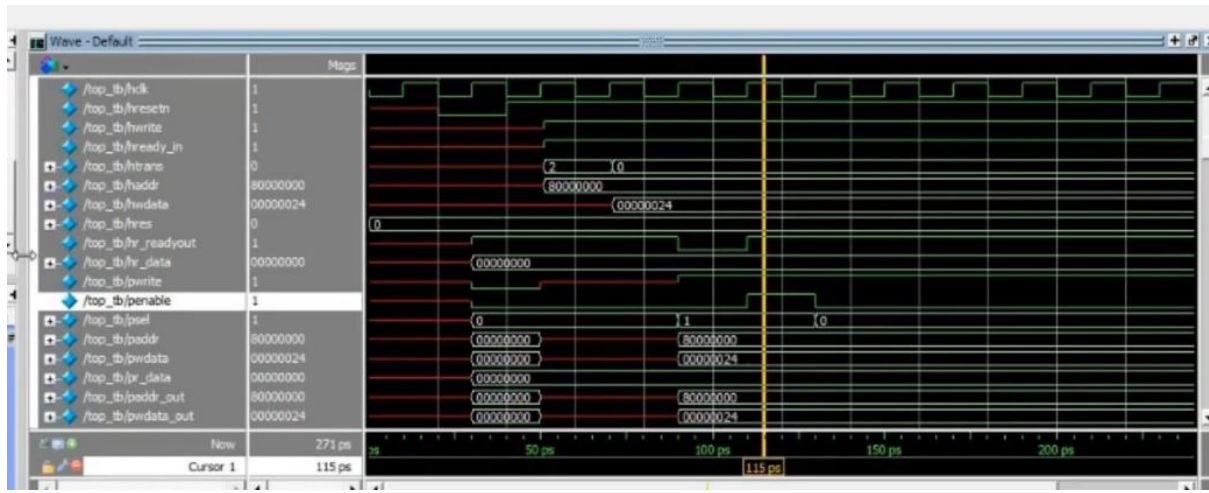 Wave - Default
Msgs
/top_tb/hclk 1
/top_tb/hresetn 1
/top_tb/hwrite 1
/top_tb/hready_in 1
/top_tb/htrans 0 2 0
/top_tb/haddr 80000000 80000000
/top_tb/hwdata 00000024 00000024
/top_tb/hres 0 0
/top_tb/hr_readyout 1
/top_tb/hr_data 00000000 00000000
/top_tb/pwrite 1
/top_tb/penable 1
/top_tb/psel 1 0 1 0
/top_tb/paddr 80000000 00000000 80000000
/top_tb/pwdata 00000024 00000000 00000024
/top_tb/pr_data 00000000 00000000
/top_tb/paddr_out 80000000 00000000 80000000
/top_tb/pwdata_out 00000024 00000000 00000024
Now 271 ps ps 50 ps 100 ps 150 ps 200 ps
Cursor 1 115 ps 115 ps